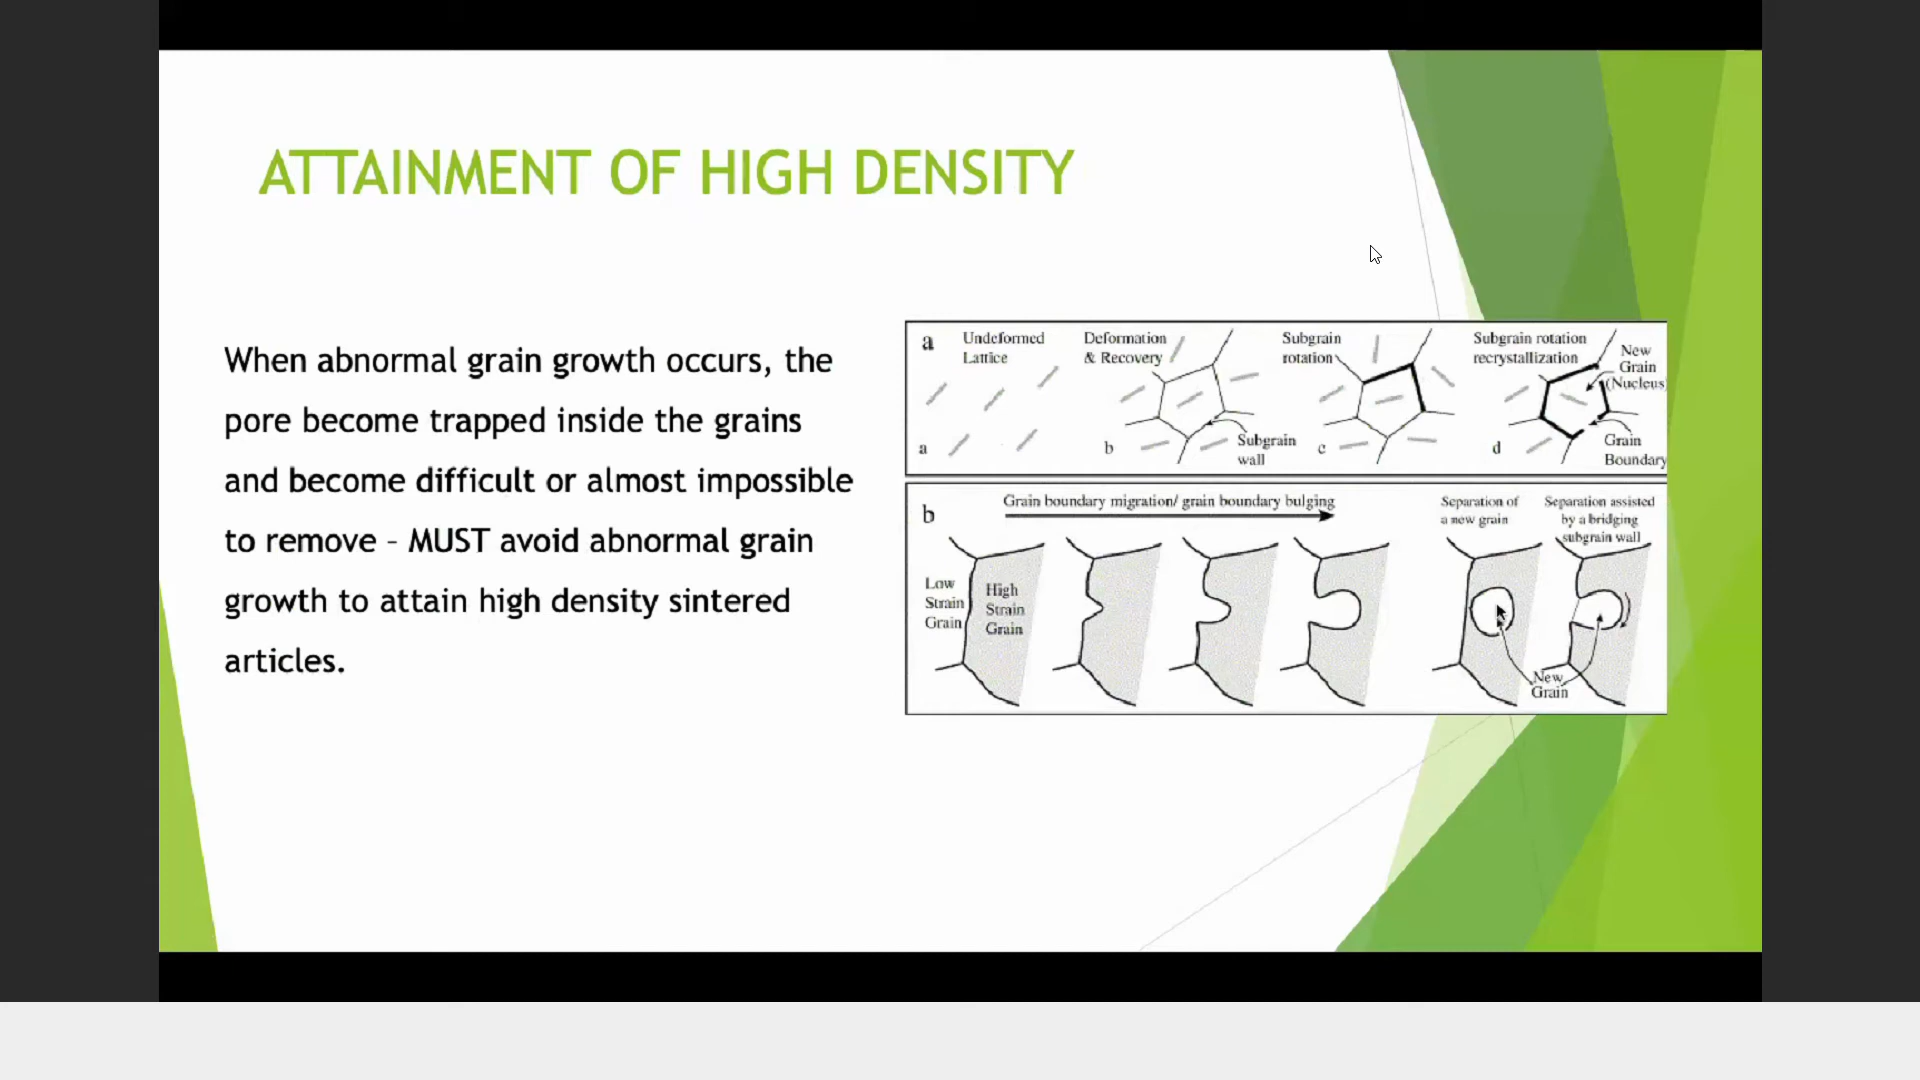 ATTAINMENT OF HIGH DENSITY
When abnormal grain growth occurs, the
pore become trapped inside the grains
and become difficult or almost impossible
to remove – MUST avoid abnormal grain
growth to attain high density sintered
articles.
a
Undeformed
Lattice
Deformation
& Recovery
Subgrain
rotation
Subgrain rotation
recrystallization
New
Grain
(Nucleus
a
b
Subgrain
wall
c
d
Grain
Boundary
b
Grain boundary migration/ grain boundary bulging
Separation of
a new grain
Separation assisted
by a bridging
subgrain wall
Low
Strain
Grain
High
Strain
Grain
New
Grain